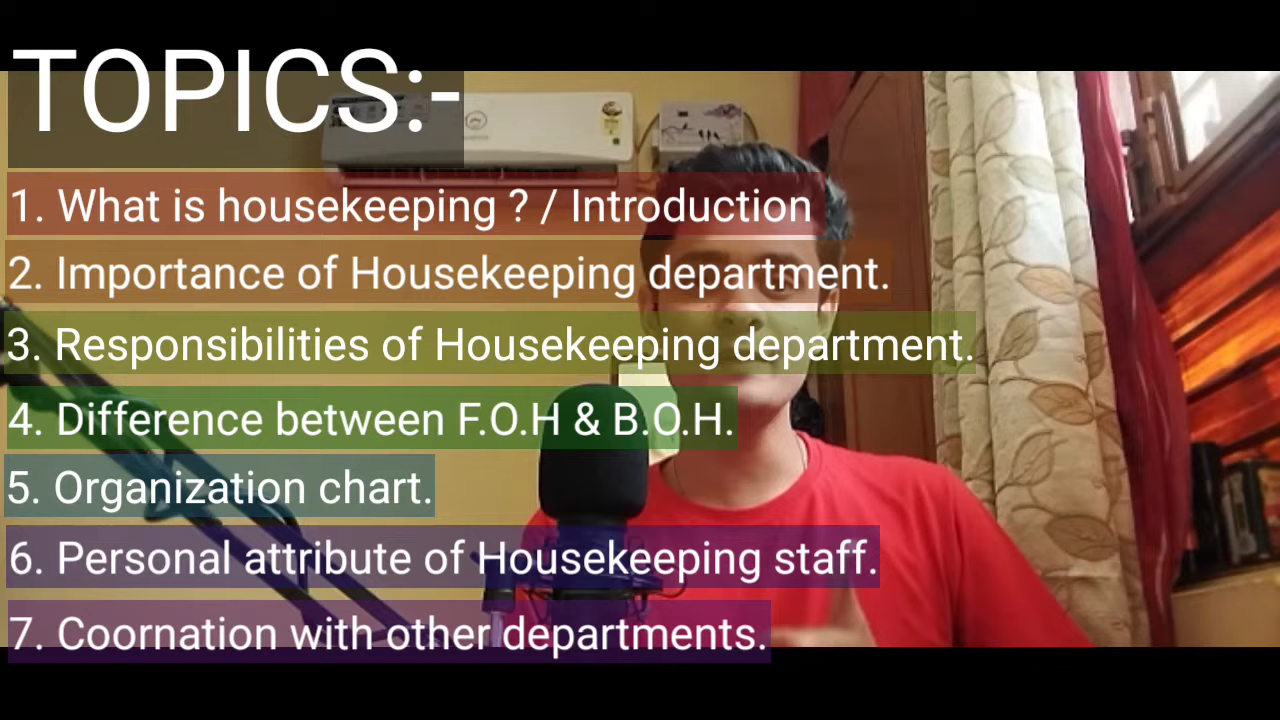 TOPICS:-
1. What is housekeeping ? / Introduction
2. Importance of Housekeeping department.
3. Responsibilities of Housekeeping department.
4. Difference between F.O.H & B.O.H.
5. Organization chart.
6. Personal attribute of Housekeeping staff.
7. Coornation with other departments.